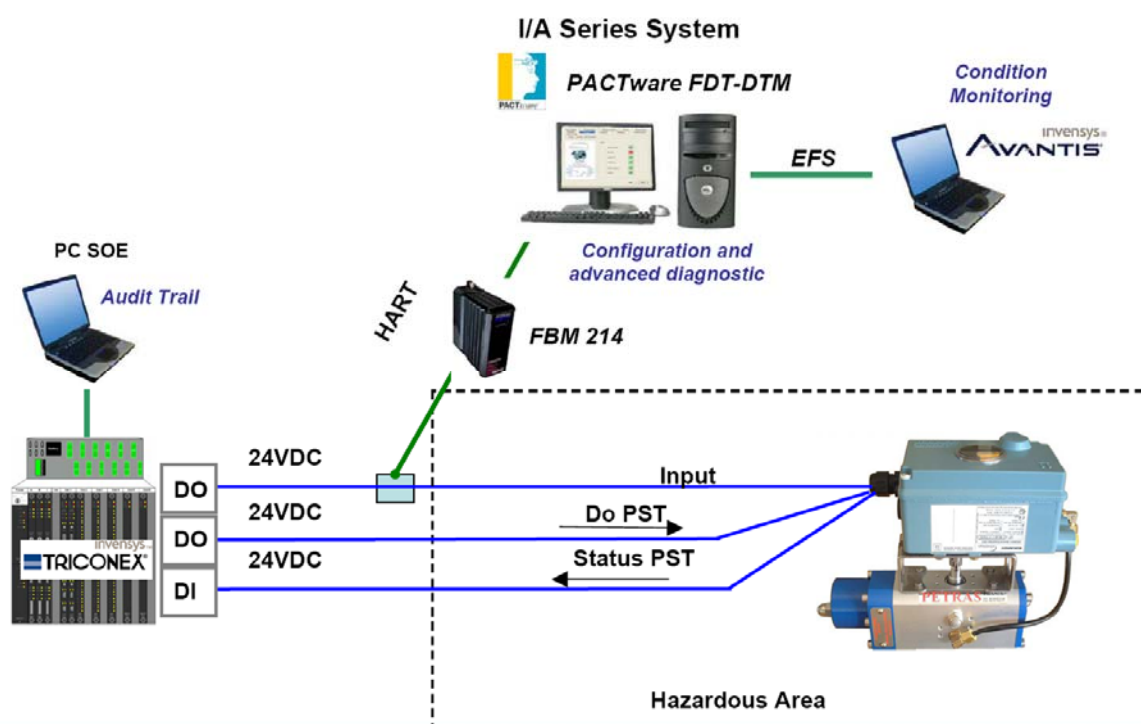 I/A Series System
PACTware
PACTware FDT-DTM
Condition
Monitoring
invensys
AVANTIS
EFS
Configuration and
advanced diagnostic
PC SOE
Audit Trail
HART
FBM 214
24VDC
DO
Input
24VDC
DO
Do PST
24VDC
Status PST
DI
invensys
TRICONEX
PETRAS
Hazardous Area